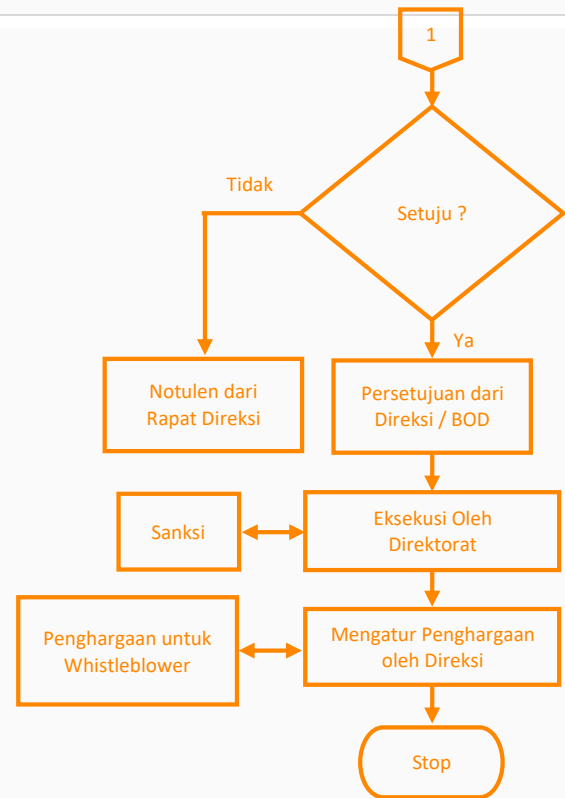 1
Tidak
Setuju ?
Ya
Notulen dari
Rapat Direksi
Persetujuan dari
Direksi / BOD
Sanksi
Eksekusi Oleh
Direktorat
Penghargaan untuk
Whistleblower
Mengatur Penghargaan
oleh Direksi
Stop